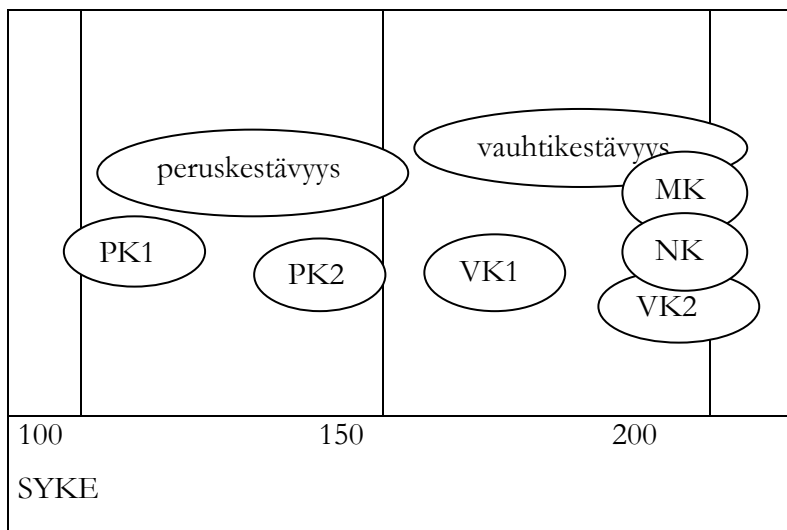 vauhtikestävyys
peruskestävyys
MK
PK1
NK
PK2
VK1
VK2
100
150
200
SYKE